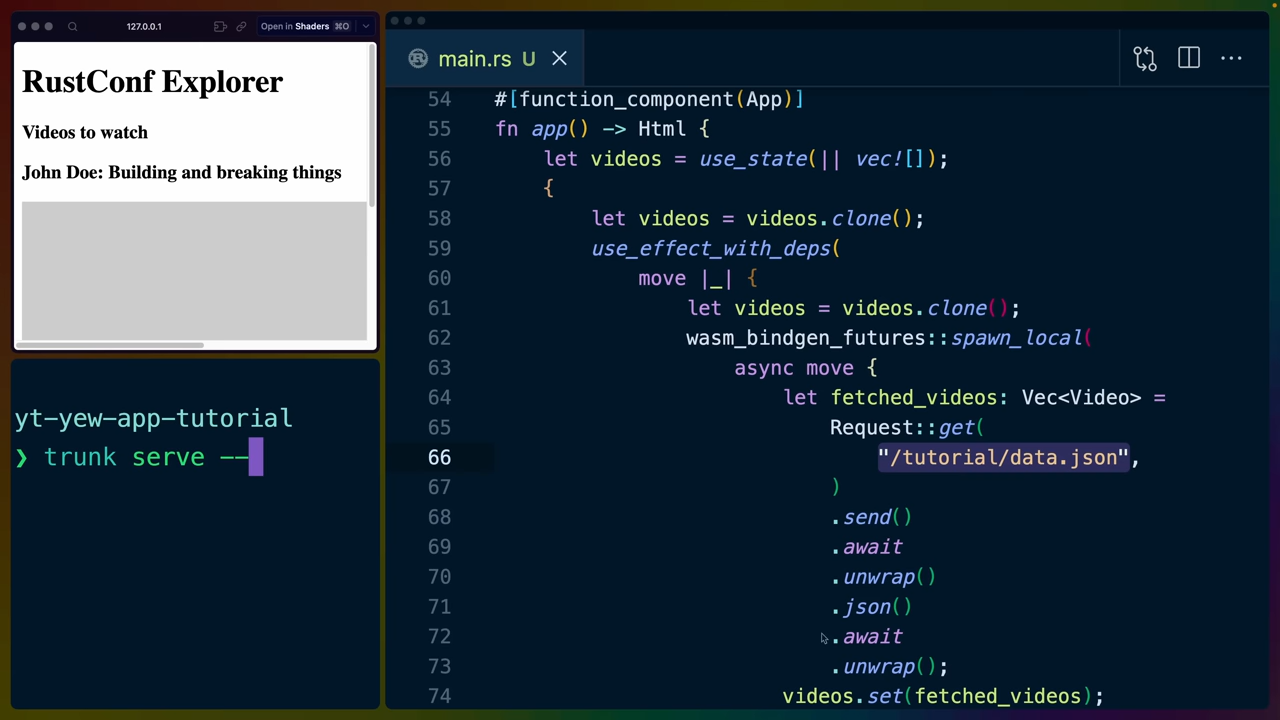 127.0.0.1
Open in Shaders ⌘O
RustConf Explorer
Videos to watch
John Doe: Building and breaking things
yt-yew-app-tutorial
❯ trunk serve --
main.rs U
54 #[function_component(App)]
55 fn app() -> Html {
56 let videos = use_state(|| vec![]);
57 {
58 let videos = videos.clone();
59 use_effect_with_deps(
60 move |_| {
61 let videos = videos.clone();
62 wasm_bindgen_futures::spawn_local(
63 async move {
64 let fetched_videos: Vec<Video> =
65 Request::get(
66 "/tutorial/data.json",
67 )
68 .send()
69 .await
70 .unwrap()
71 .json()
72 .await
73 .unwrap();
74 videos.set(fetched_videos);